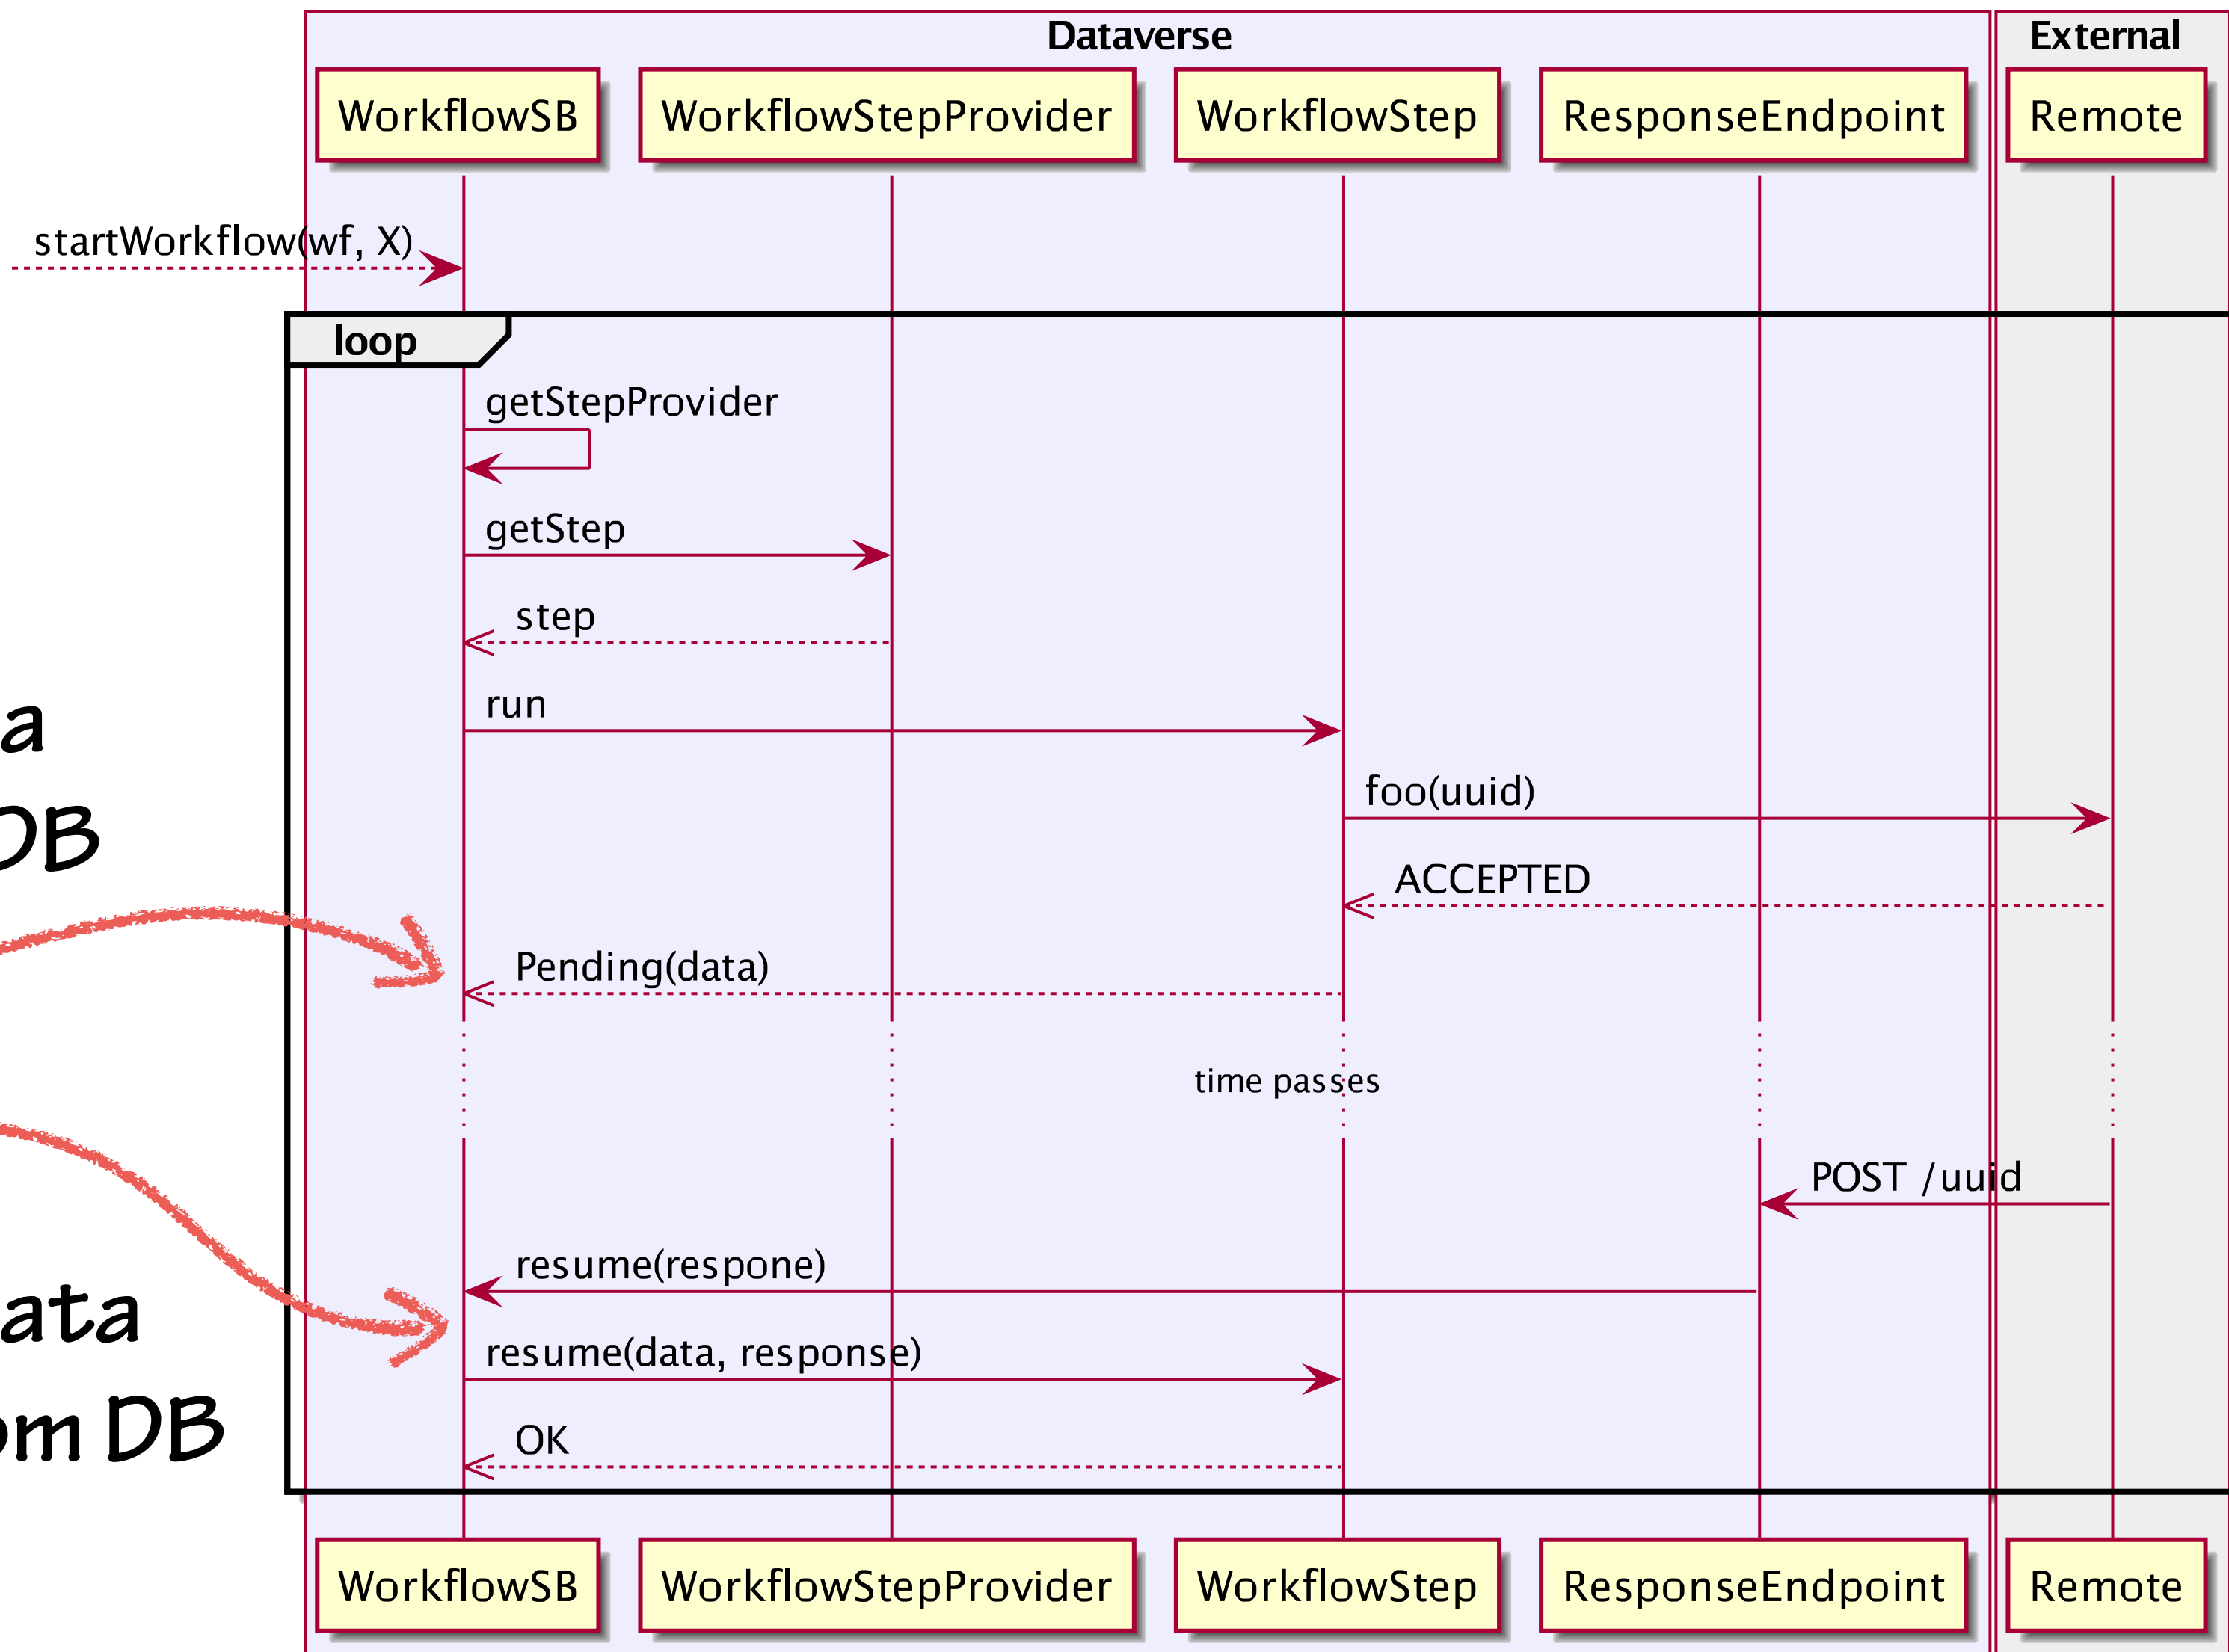 Dataverse External
WorkflowSB WorkflowStepProvider WorkflowStep ResponseEndpoint Remote
startWorkflow(wf, X)
loop
getStepProvider
getStep
step
run
a
DB
foo(uuid)
ACCEPTED
Pending(data)
time passes
POST /uuid
resume(respone)
ata
resume(data, response)
om DB
OK
WorkflowSB WorkflowStepProvider WorkflowStep ResponseEndpoint Remote